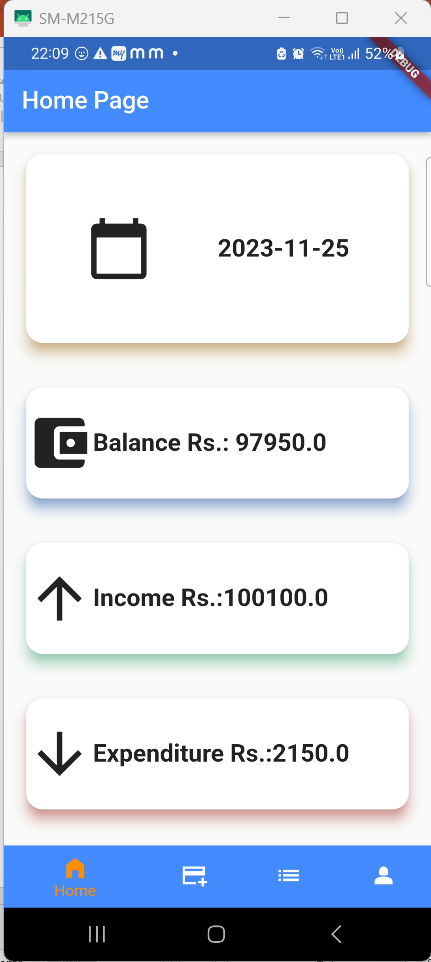 SM-M215G
22:09 my m m 52%
DEBUG
Home Page
2023-11-25
Balance Rs.: 97950.0
Income Rs.:100100.0
Expenditure Rs.:2150.0
Home